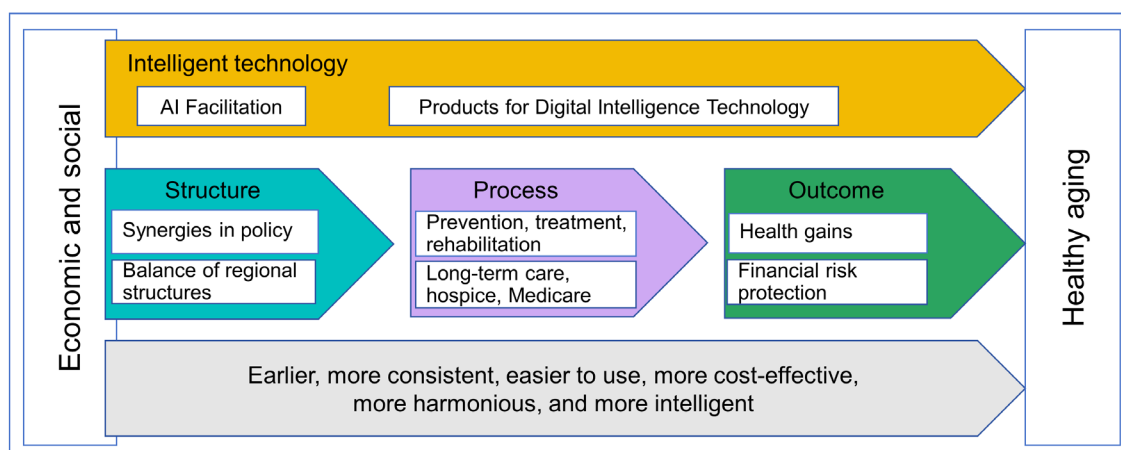 Economic and social
Intelligent technology
AI Facilitation
Products for Digital Intelligence Technology
Structure
Synergies in policy
Balance of regional
structures
Process
Prevention, treatment,
rehabilitation
Long-term care,
hospice, Medicare
Outcome
Health gains
Financial risk
protection
Earlier, more consistent, easier to use, more cost-effective,
more harmonious, and more intelligent
Healthy aging